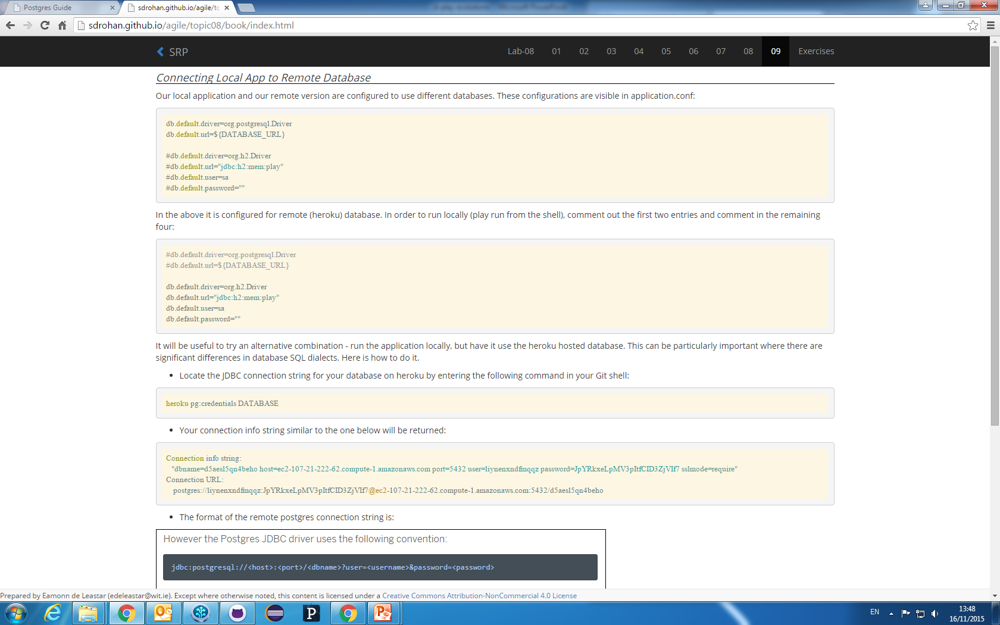 Postgres Guide
sdrohan.github.io/agile/to
sdrohan.github.io/agile/topic08/book/index.html
SRP
Lab-08 01 02 03 04 05 06 07 08 09 Exercises
Connecting Local App to Remote Database
Our local application and our remote version are configured to use different databases. These configurations are visible in application.conf:
db.default.driver=org.postgresql.Driver
db.default.url=${DATABASE_URL}
#db.default.driver=org.h2.Driver
#db.default.url="jdbc:h2:mem:play"
#db.default.user=sa
#db.default.password=""
In the above it is configured for remote (heroku) database. In order to run locally (play run from the shell), comment out the first two entries and comment in the remaining
four:
#db.default.driver=org.postgresql.Driver
#db.default.url=${DATABASE_URL}
db.default.driver=org.h2.Driver
db.default.url="jdbc:h2:mem:play"
db.default.user=sa
db.default.password=""
It will be useful to try an alternative combination - run the application locally, but have it use the heroku hosted database. This can be particularly important where there are
significant differences in database SQL dialects. Here is how to do it.
• Locate the JDBC connection string for your database on heroku by entering the following command in your Git shell:
heroku pg:credentials DATABASE
• Your connection info string similar to the one below will be returned:
Connection info string:
"dbname=d5aesl5qn4beho host=ec2-107-21-222-62.compute-1.amazonaws.com port=5432 user=liynenxndfmqqz password=JpYRkxeLpMV3pItfCID3ZjVIf7 sslmode=require"
Connection URL:
postgres://liynenxndfmqqz:JpYRkxeLpMV3pItfCID3ZjVIf7@ec2-107-21-222-62.compute-1.amazonaws.com:5432/d5aesl5qn4beho
• The format of the remote postgres connection string is:
However the Postgres JDBC driver uses the following convention:
jdbc:postgresql://<host>:<port>/<dbname>?user=<username>&password=<password>
Prepared by Eamonn de Leastar (edeleastar@wit.ie). Except where otherwise noted, this content is licensed under a Creative Commons Attribution-NonCommercial 4.0 License
EN
13:48
16/11/2015